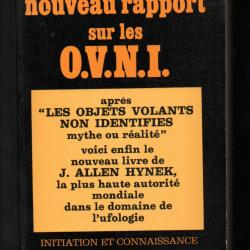 nouveau rapport
sur les
O.V.N.I.
après
"LES OBJETS VOLANTS
NON IDENTIFIES
mythe ou réalité"
voici enfin le
nouveau livre de
J. ALLEN HYNEK,
la plus haute autorité
mondiale
dans le domaine de
l'ufologie
INITIATION ET CONNAISSANCE